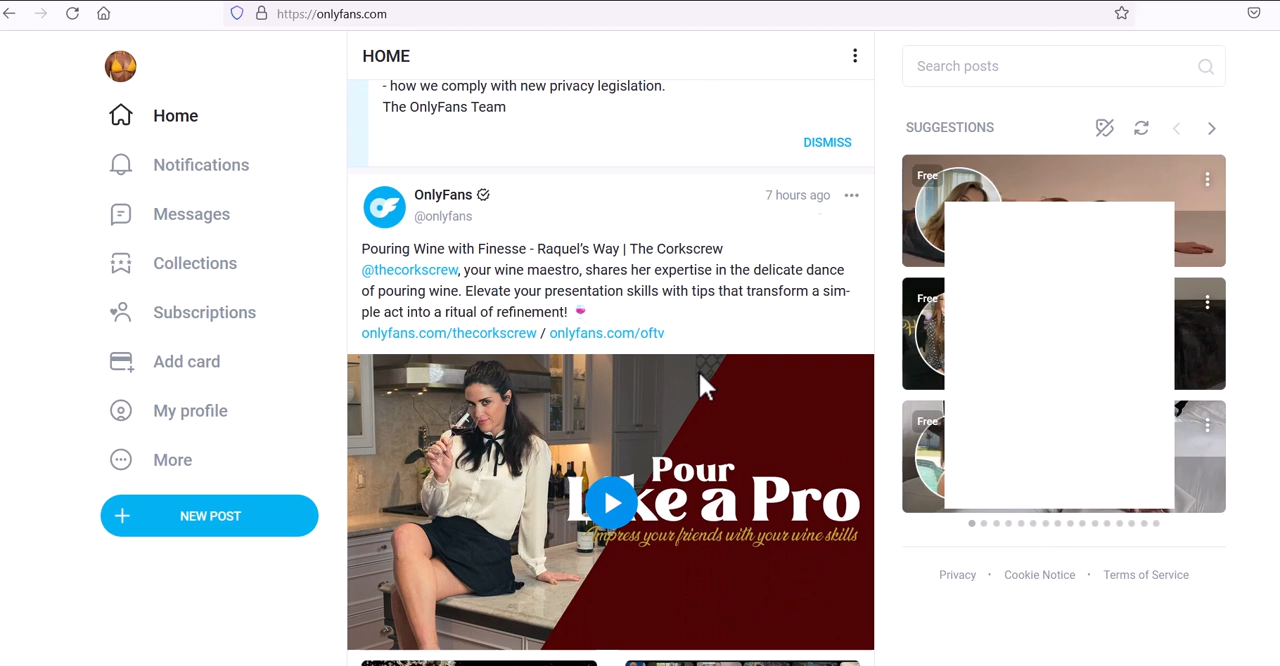 https://onlyfans.com
Home
Notifications
Messages
Collections
Subscriptions
Add card
My profile
More
NEW POST
HOME
- how we comply with new privacy legislation.
The OnlyFans Team
DISMISS
OnlyFans
7 hours ago
@onlyfans
Pouring Wine with Finesse - Raquel's Way | The Corkscrew
@thecorkscrew, your wine maestro, shares her expertise in the delicate dance
of pouring wine. Elevate your presentation skills with tips that transform a sim-
ple act into a ritual of refinement! 🍷
onlyfans.com/thecorkscrew / onlyfans.com/oftv
Pour
Like a Pro
Impress your friends with your wine skills
Search posts
SUGGESTIONS
Free
Free
Free
Privacy • Cookie Notice • Terms of Service